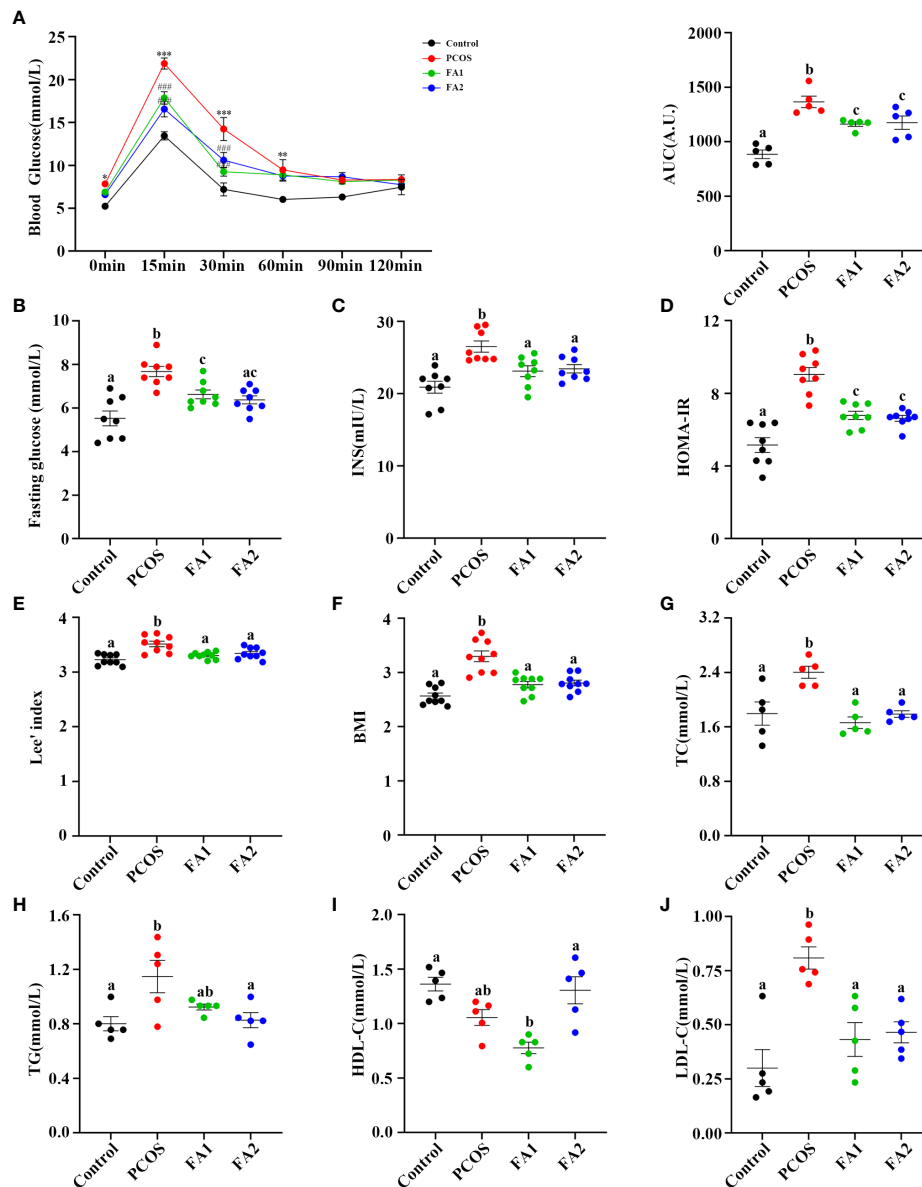 A
Blood Glucose(mmol/L)
25
20
15
10
5
0
0min 15min 30min 60min 90min 120min
* *** *** **
### ### ### ###
Control
PCOS
FA1
FA2
AUC(A.U.)
2000
1500
1000
500
0
a b c c
Control PCOS FA1 FA2
B
Fasting glucose (mmol/L)
10
8
6
4
2
0
a b c ac
Control PCOS FA1 FA2
C
INS(mIU/L)
30
20
10
0
a b a a
Control PCOS FA1 FA2
D
HOMA-IR
12
8
4
0
a b c c
Control PCOS FA1 FA2
E
Lee' index
4
3
2
1
0
a b a a
Control PCOS FA1 FA2
F
BMI
4
3
2
1
0
a b a a
Control PCOS FA1 FA2
G
TC(mmol/L)
3.2
2.4
1.6
0.8
0.0
a b a a
Control PCOS FA1 FA2
H
TG(mmol/L)
1.6
1.2
0.8
0.4
0.0
a b ab a
Control PCOS FA1 FA2
I
HDL-C(mmol/L)
2.0
1.5
1.0
0.5
0.0
a ab b a
Control PCOS FA1 FA2
J
LDL-C(mmol/L)
1.00
0.75
0.50
0.25
0.00
a b a a
Control PCOS FA1 FA2